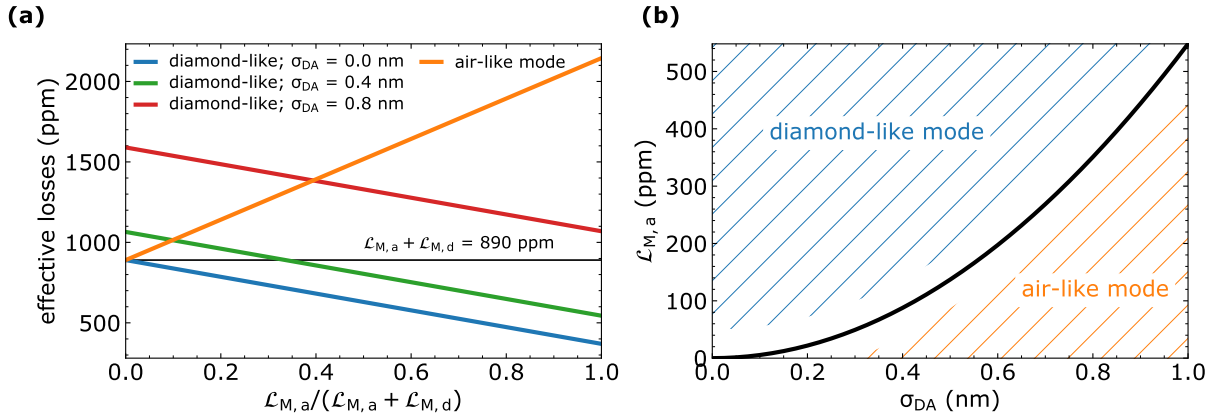 (a)
diamond-like; σDA = 0.0 nm
diamond-like; σDA = 0.4 nm
diamond-like; σDA = 0.8 nm
air-like mode
ℒM, a + ℒM, d = 890 ppm
effective losses (ppm)
2000
1500
1000
500
0.0 0.2 0.4 0.6 0.8 1.0
ℒM, a/(ℒM, a + ℒM, d)
(b)
diamond-like mode
air-like mode
ℒM, a (ppm)
500
400
300
200
100
0
0.0 0.2 0.4 0.6 0.8 1.0
σDA (nm)